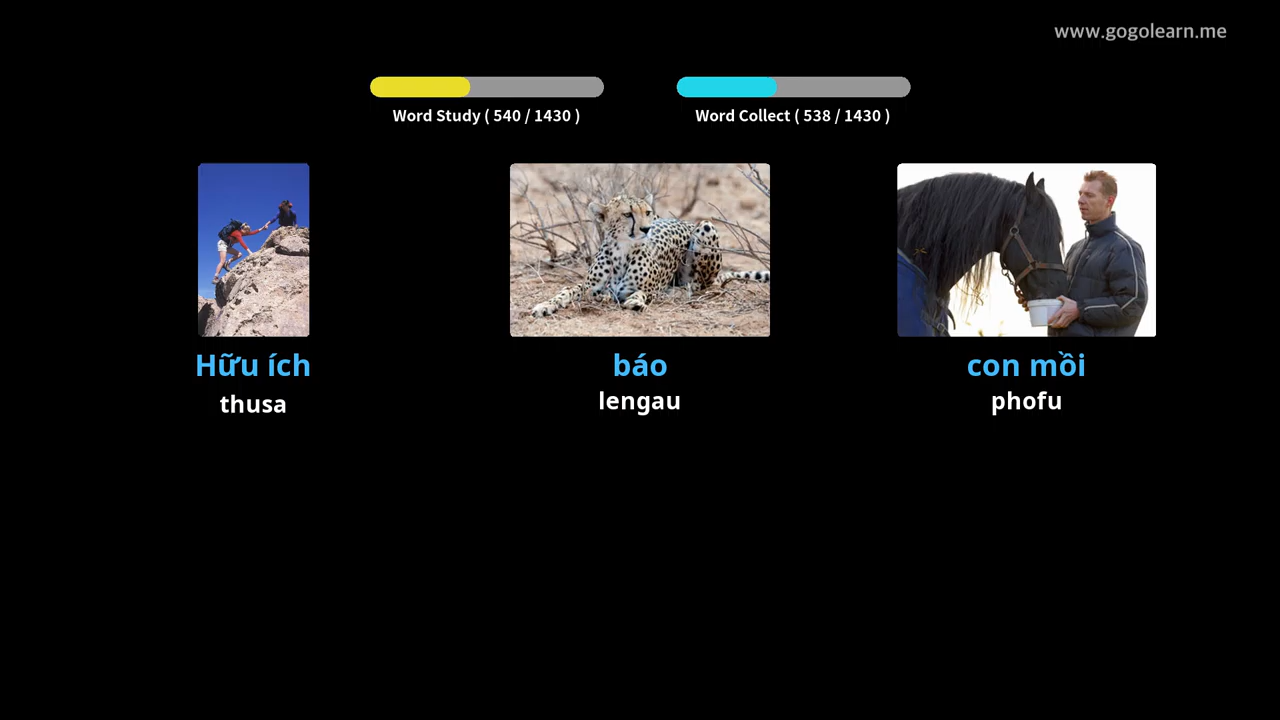 www.gogolearn.me
Word Study ( 540 / 1430 )
Word Collect ( 538 / 1430 )
Hữu ích
thusa
báo
lengau
con mồi
phofu